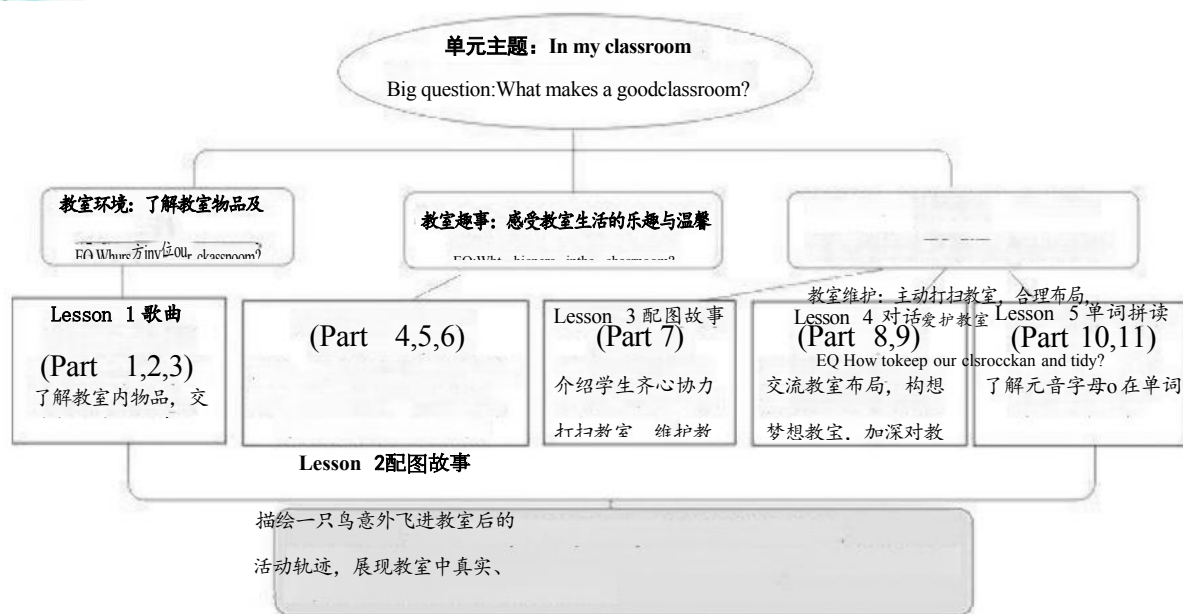 单元主题：In my classroom
Big question:What makes a goodclassroom?
教室环境：了解教室物品及
方inv位our
教室趣事：感受教室生活的乐趣与温馨
教室维护：主动打扫教室，合理布局，
爱护教室
EQ How tokeep our clsrocckan and tidy?
Lesson 1 歌曲
(Part 1,2,3)
了解教室内物品，交
(Part 4,5,6)
Lesson 2配图故事
描绘一只鸟意外飞进教室后的
活动轨迹，展现教室中真实、
Lesson 3 配图故事
(Part 7)
介绍学生齐心协力
打扫教室，维护教
Lesson 4 对话
(Part 8,9)
交流教室布局，构想
梦想教室．加深对教
Lesson 5 单词拼读
(Part 10,11)
了解元音字母o 在单词